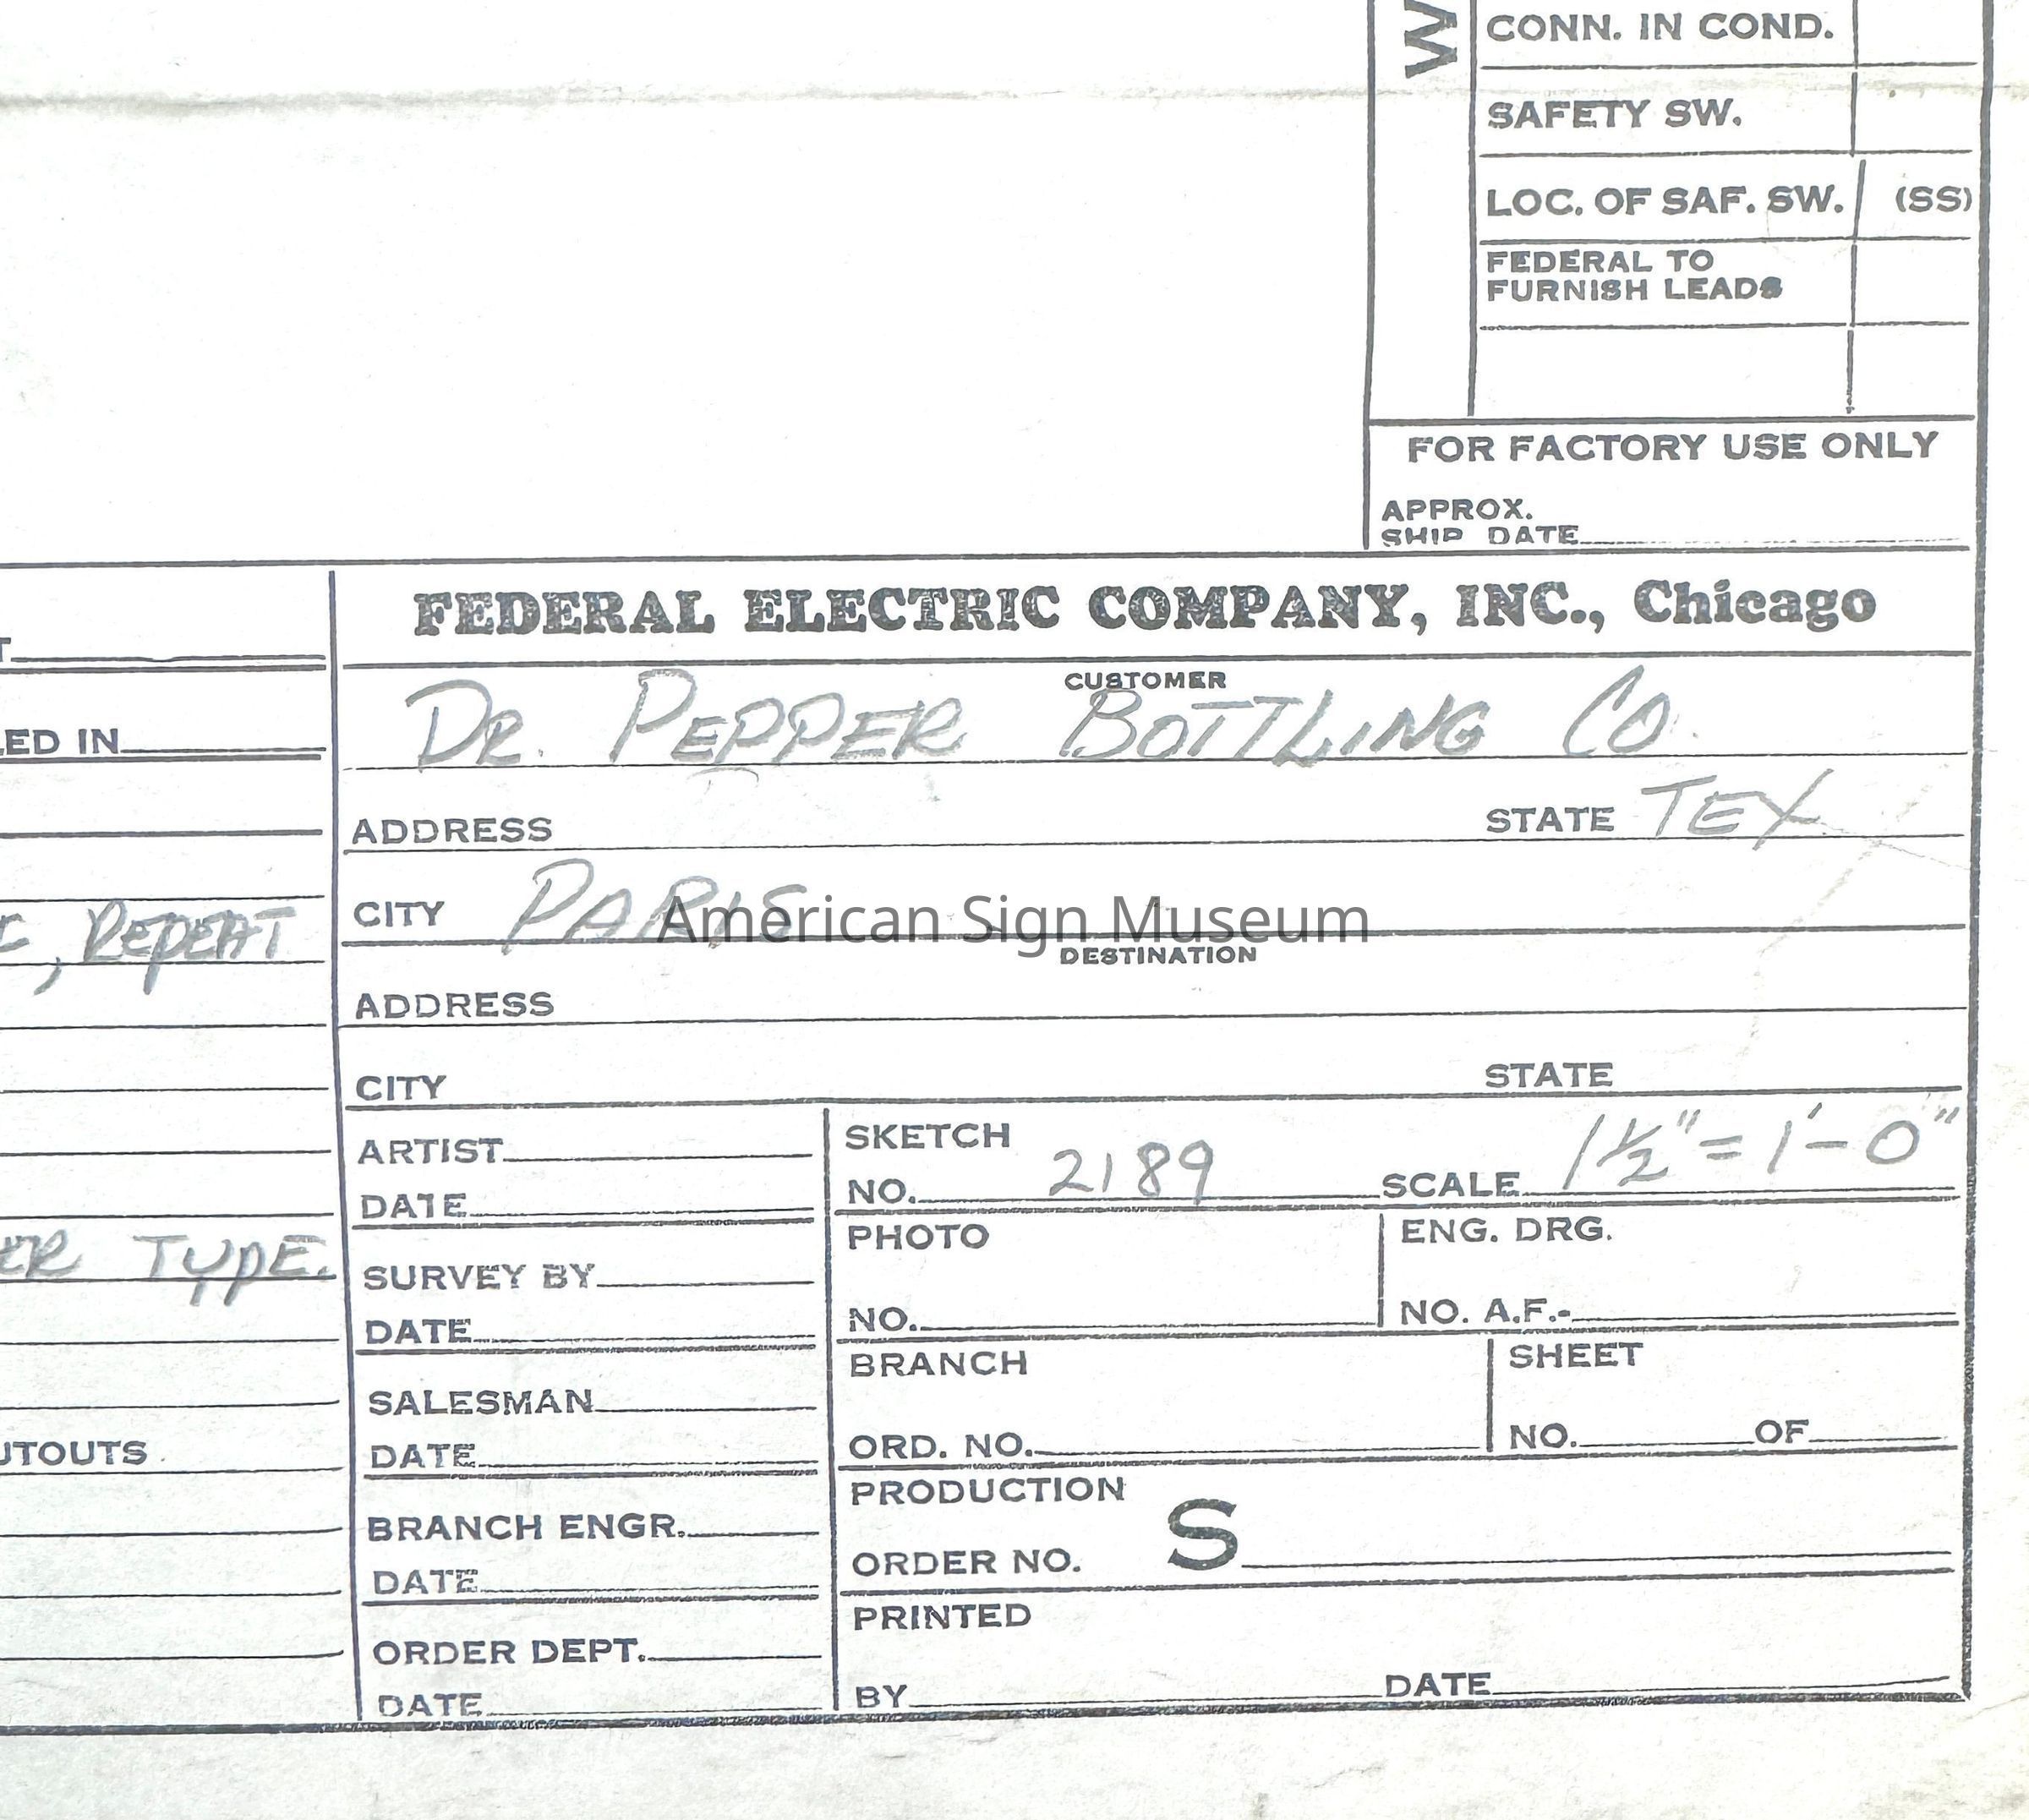 W
CONN. IN COND.
SAFETY SW.
LOC. OF SAF. SW. (SS)
FEDERAL TO
FURNISH LEADS
FOR FACTORY USE ONLY
APPROX.
SHIP DATE
FEDERAL ELECTRIC COMPANY, INC., Chicago
CUSTOMER
DR. PEPPER BOTTLING CO.
ADDRESS STATE TEX
CITY PARIS
American Sign Museum
DESTINATION
ADDRESS
CITY STATE
LED IN
C, REPEAT
ER TYPE.
UTOUTS
ARTIST
DATE
SURVEY BY
DATE
SALESMAN
DATE
BRANCH ENGR.
DATE
ORDER DEPT.
DATE
SKETCH
NO. 2189 SCALE 1½" = 1'-0"
PHOTO
NO.
ENG. DRG.
NO. A.F.-
BRANCH
ORD. NO.
SHEET
NO. OF
PRODUCTION
ORDER NO. S
PRINTED
BY DATE